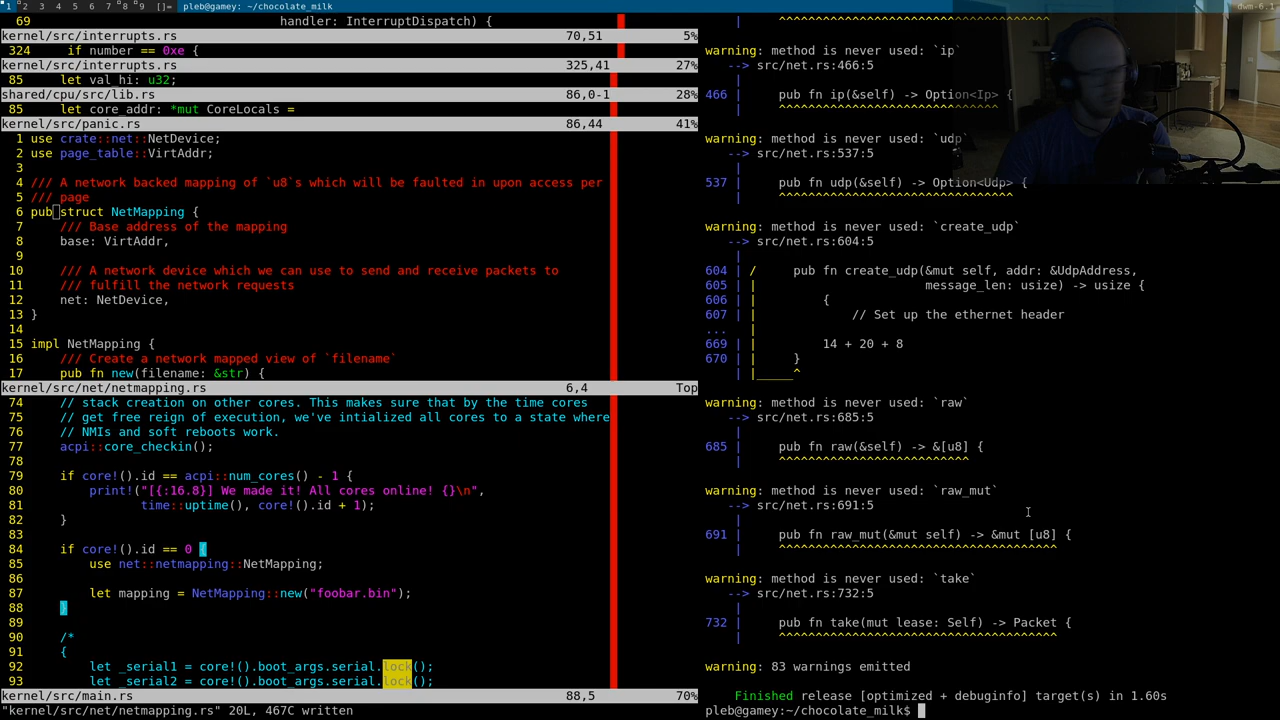 1 2 3 4 5 6 7 8 9 []= pleb@gamey: ~/chocolate_milk dwm-6.1
69 handler: InterruptDispatch) {
kernel/src/interrupts.rs 70,51 5%
324 if number == 0xe {
kernel/src/interrupts.rs 325,41 27%
85 let val_hi: u32;
shared/cpu/src/lib.rs 86,0-1 28%
85 let core_addr: *mut CoreLocals =
kernel/src/panic.rs 86,44 41%
1 use crate::net::NetDevice;
2 use page_table::VirtAddr;
3
4 /// A network backed mapping of `u8`s which will be faulted in upon access per
5 /// page
6 pub struct NetMapping {
7 /// Base address of the mapping
8 base: VirtAddr,
9
10 /// A network device which we can use to send and receive packets to
11 /// fulfill the network requests
12 net: NetDevice,
13 }
14
15 impl NetMapping {
16 /// Create a network mapped view of `filename`
17 pub fn new(filename: &str) {
kernel/src/net/netmapping.rs 6,4 Top
74 // stack creation on other cores. This makes sure that by the time cores
75 // get free reign of execution, we've intialized all cores to a state where
76 // NMIs and soft reboots work.
77 acpi::core_checkin();
78
79 if core!().id == acpi::num_cores() - 1 {
80 print!("[{:16.8}] We made it! All cores online! {}\n",
81 time::uptime(), core!().id + 1);
82 }
83
84 if core!().id == 0 {
85 use net::netmapping::NetMapping;
86
87 let mapping = NetMapping::new("foobar.bin");
88 }
89
90 /*
91 {
92 let _serial1 = core!().boot_args.serial.lock();
93 let _serial2 = core!().boot_args.serial.lock();
kernel/src/main.rs 88,5 70%
"kernel/src/net/netmapping.rs" 20L, 467C written
^^^^^^^^^^^^^^^^^^^^^^^^^^^^^^^^^^^^^
warning: method is never used: `ip`
--> src/net.rs:466:5
|
466 | pub fn ip(&self) -> Option<Ip> {
| ^^^^^^^^^^^^^^^^^^^^^^^^^^^^^^
warning: method is never used: `udp`
--> src/net.rs:537:5
|
537 | pub fn udp(&self) -> Option<Udp> {
| ^^^^^^^^^^^^^^^^^^^^^^^^^^^^^^^^
warning: method is never used: `create_udp`
--> src/net.rs:604:5
|
604 | / pub fn create_udp(&mut self, addr: &UdpAddress,
605 | | message_len: usize) -> usize {
606 | | {
607 | | // Set up the ethernet header
... |
669 | | 14 + 20 + 8
670 | | }
| |_____^
warning: method is never used: `raw`
--> src/net.rs:685:5
|
685 | pub fn raw(&self) -> &[u8] {
| ^^^^^^^^^^^^^^^^^^^^^^^^^^
warning: method is never used: `raw_mut`
--> src/net.rs:691:5
|
691 | pub fn raw_mut(&mut self) -> &mut [u8] {
| ^^^^^^^^^^^^^^^^^^^^^^^^^^^^^^^^^^^^^^
warning: method is never used: `take`
--> src/net.rs:732:5
|
732 | pub fn take(mut lease: Self) -> Packet {
| ^^^^^^^^^^^^^^^^^^^^^^^^^^^^^^^^^^^^^^
warning: 83 warnings emitted
Finished release [optimized + debuginfo] target(s) in 1.60s
pleb@gamey:~/chocolate_milk$